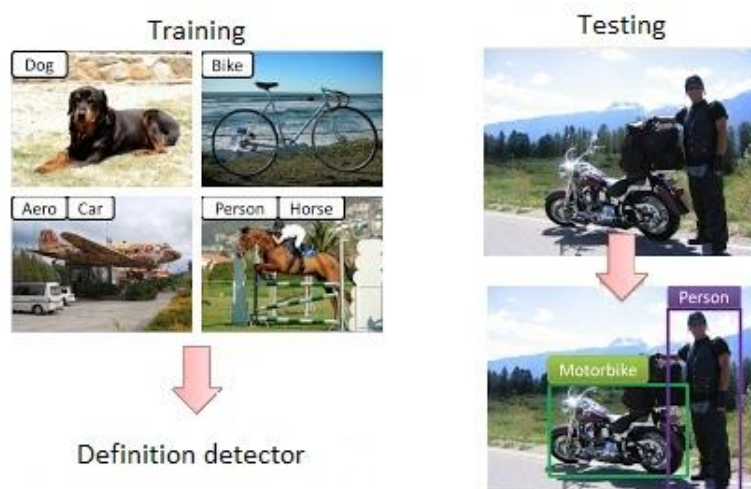 Training
Dog
Bike
Aero Car
Person Horse
Definition detector
Testing
Person
Motorbike